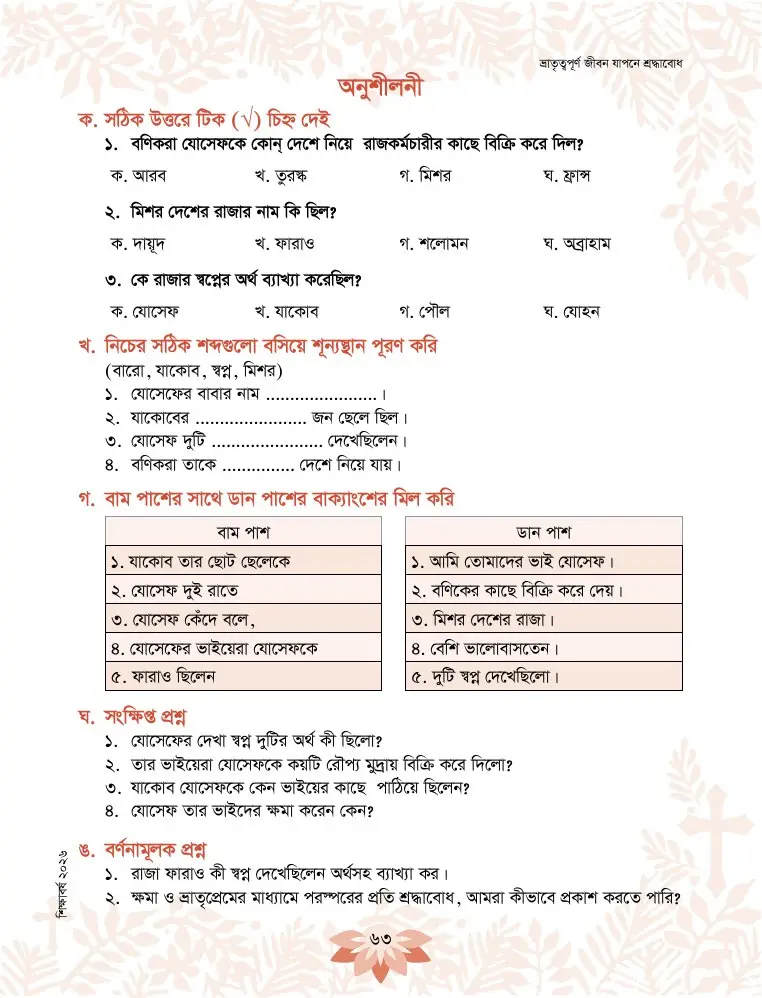 ভ্রাতৃত্বপূর্ণ জীবন যাপনে শ্রদ্ধাবোধ
অনুশীলনী
ক. সঠিক উত্তরে টিক (√) চিহ্ন দেই
১. বণিকরা যোসেফকে কোন্ দেশে নিয়ে রাজকর্মচারীর কাছে বিক্রি করে দিল?
ক. আরব খ. তুরস্ক গ. মিশর ঘ. ফ্রান্স
২. মিশর দেশের রাজার নাম কি ছিল?
ক. দায়ূদ খ. ফারাও গ. শলোমন ঘ. অব্রাহাম
৩. কে রাজার স্বপ্নের অর্থ ব্যাখ্যা করেছিল?
ক. যোসেফ খ. যাকোব গ. পৌল ঘ. যোহন
খ. নিচের সঠিক শব্দগুলো বসিয়ে শূন্যস্থান পূরণ করি
(বারো, যাকোব, স্বপ্ন, মিশর)
১. যোসেফের বাবার নাম .......................।
২. যাকোবের ....................... জন ছেলে ছিল।
৩. যোসেফ দুটি ....................... দেখেছিলেন।
৪. বণিকরা তাকে ............... দেশে নিয়ে যায়।
গ. বাম পাশের সাথে ডান পাশের বাক্যাংশের মিল করি
বাম পাশ ডান পাশ
১. যাকোব তার ছোট ছেলেকে ১. আমি তোমাদের ভাই যোসেফ।
২. যোসেফ দুই রাতে ২. বণিকের কাছে বিক্রি করে দেয়।
৩. যোসেফ কেঁদে বলে, ৩. মিশর দেশের রাজা।
৪. যোসেফের ভাইয়েরা যোসেফকে ৪. বেশি ভালোবাসতেন।
৫. ফারাও ছিলেন ৫. দুটি স্বপ্ন দেখেছিলো।
ঘ. সংক্ষিপ্ত প্রশ্ন
১. যোসেফের দেখা স্বপ্ন দুটির অর্থ কী ছিলো?
২. তার ভাইয়েরা যোসেফকে কয়টি রৌপ্য মুদ্রায় বিক্রি করে দিলো?
৩. যাকোব যোসেফকে কেন ভাইয়ের কাছে পাঠিয়ে ছিলেন?
৪. যোসেফ তার ভাইদের ক্ষমা করেন কেন?
ঙ. বর্ণনামূলক প্রশ্ন
১. রাজা ফারাও কী স্বপ্ন দেখেছিলেন অর্থসহ ব্যাখ্যা কর।
২. ক্ষমা ও ভ্রাতৃপ্রেমের মাধ্যমে পরস্পরের প্রতি শ্রদ্ধাবোধ, আমরা কীভাবে প্রকাশ করতে পারি?
শিক্ষাবর্ষ ২০২৬
৬৩